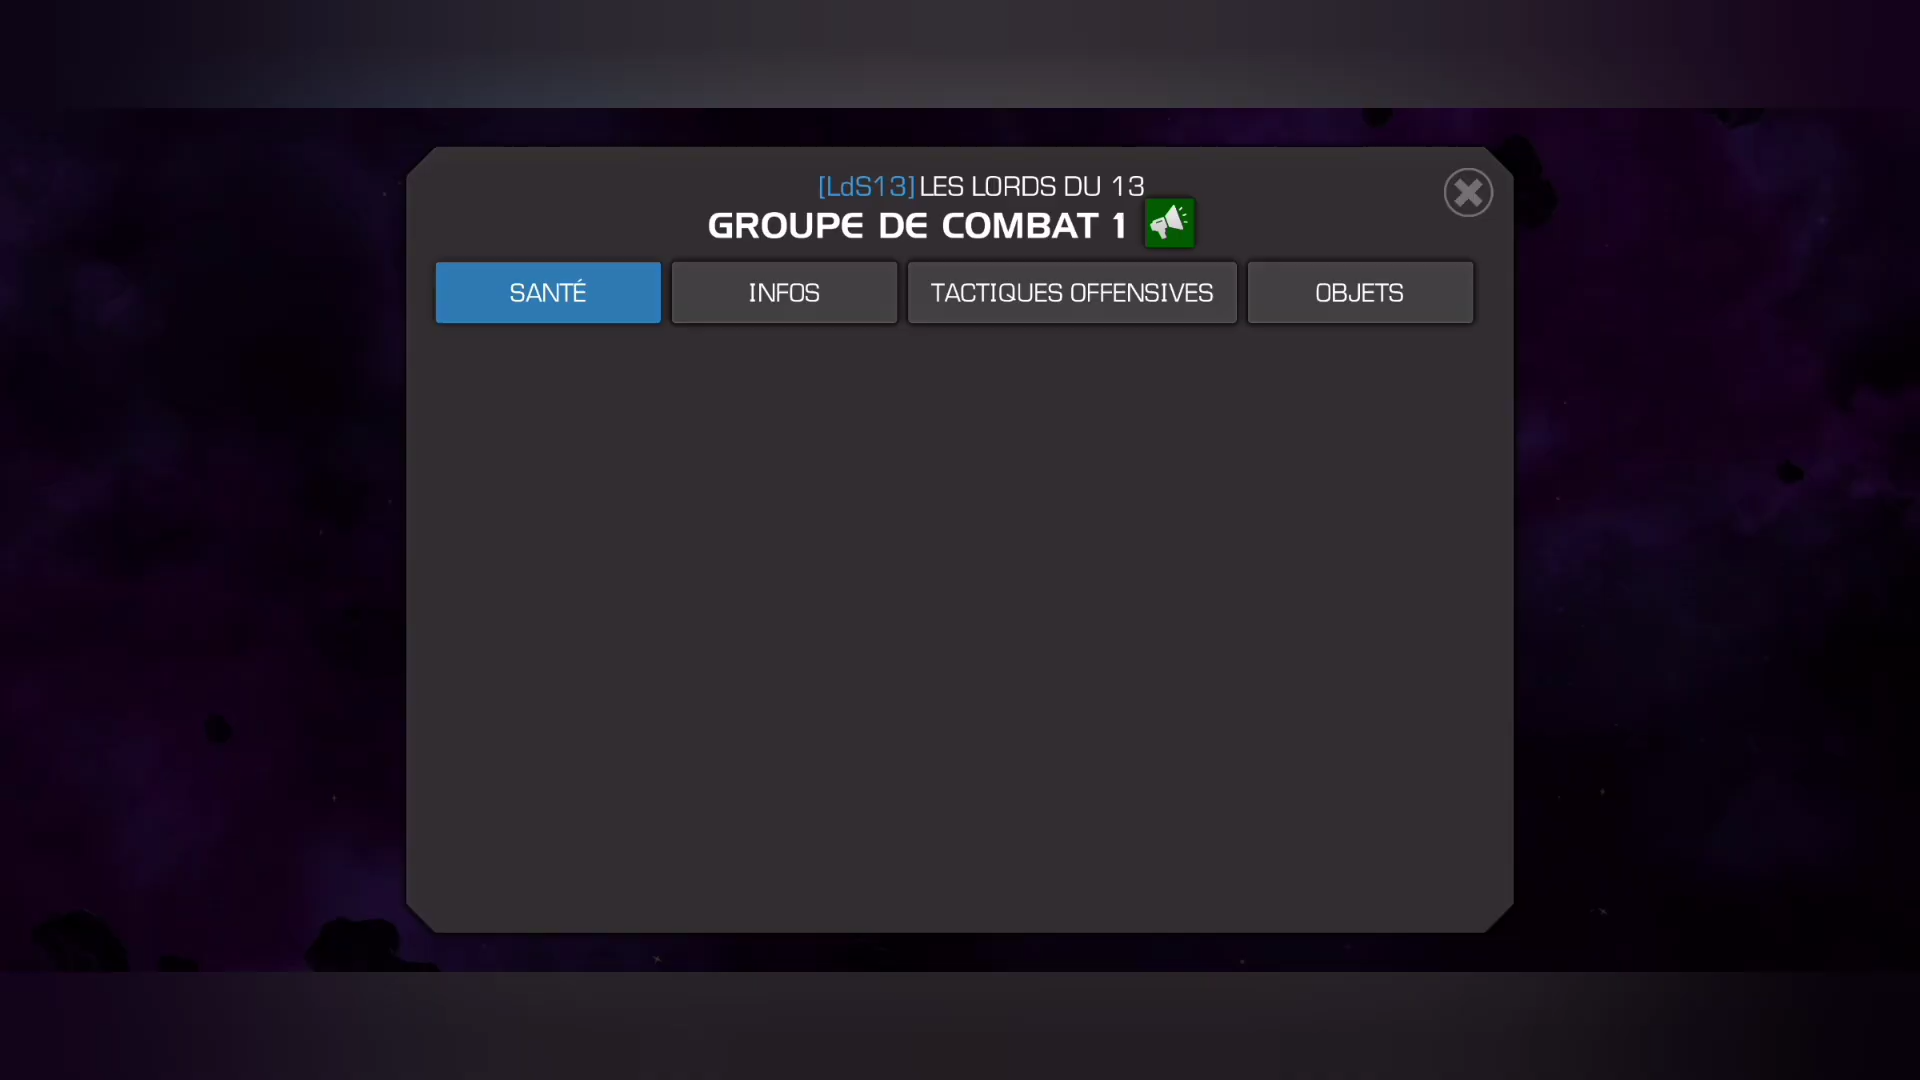 [LdS13] LES LORDS DU 13
GROUPE DE COMBAT 1
SANTÉ
INFOS
TACTIQUES OFFENSIVES
OBJETS